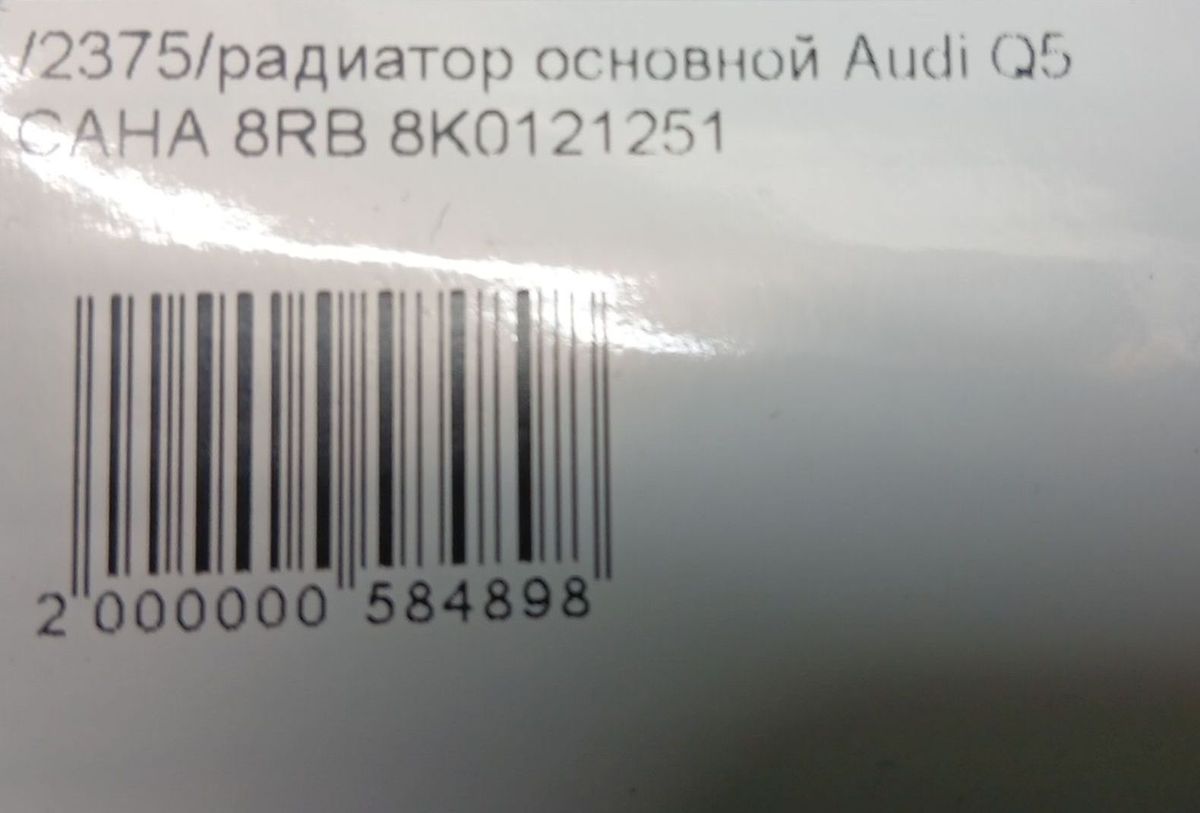 /2375/радиатор основной Audi Q5
CAHA 8RB 8K0121251
2 000000 584898